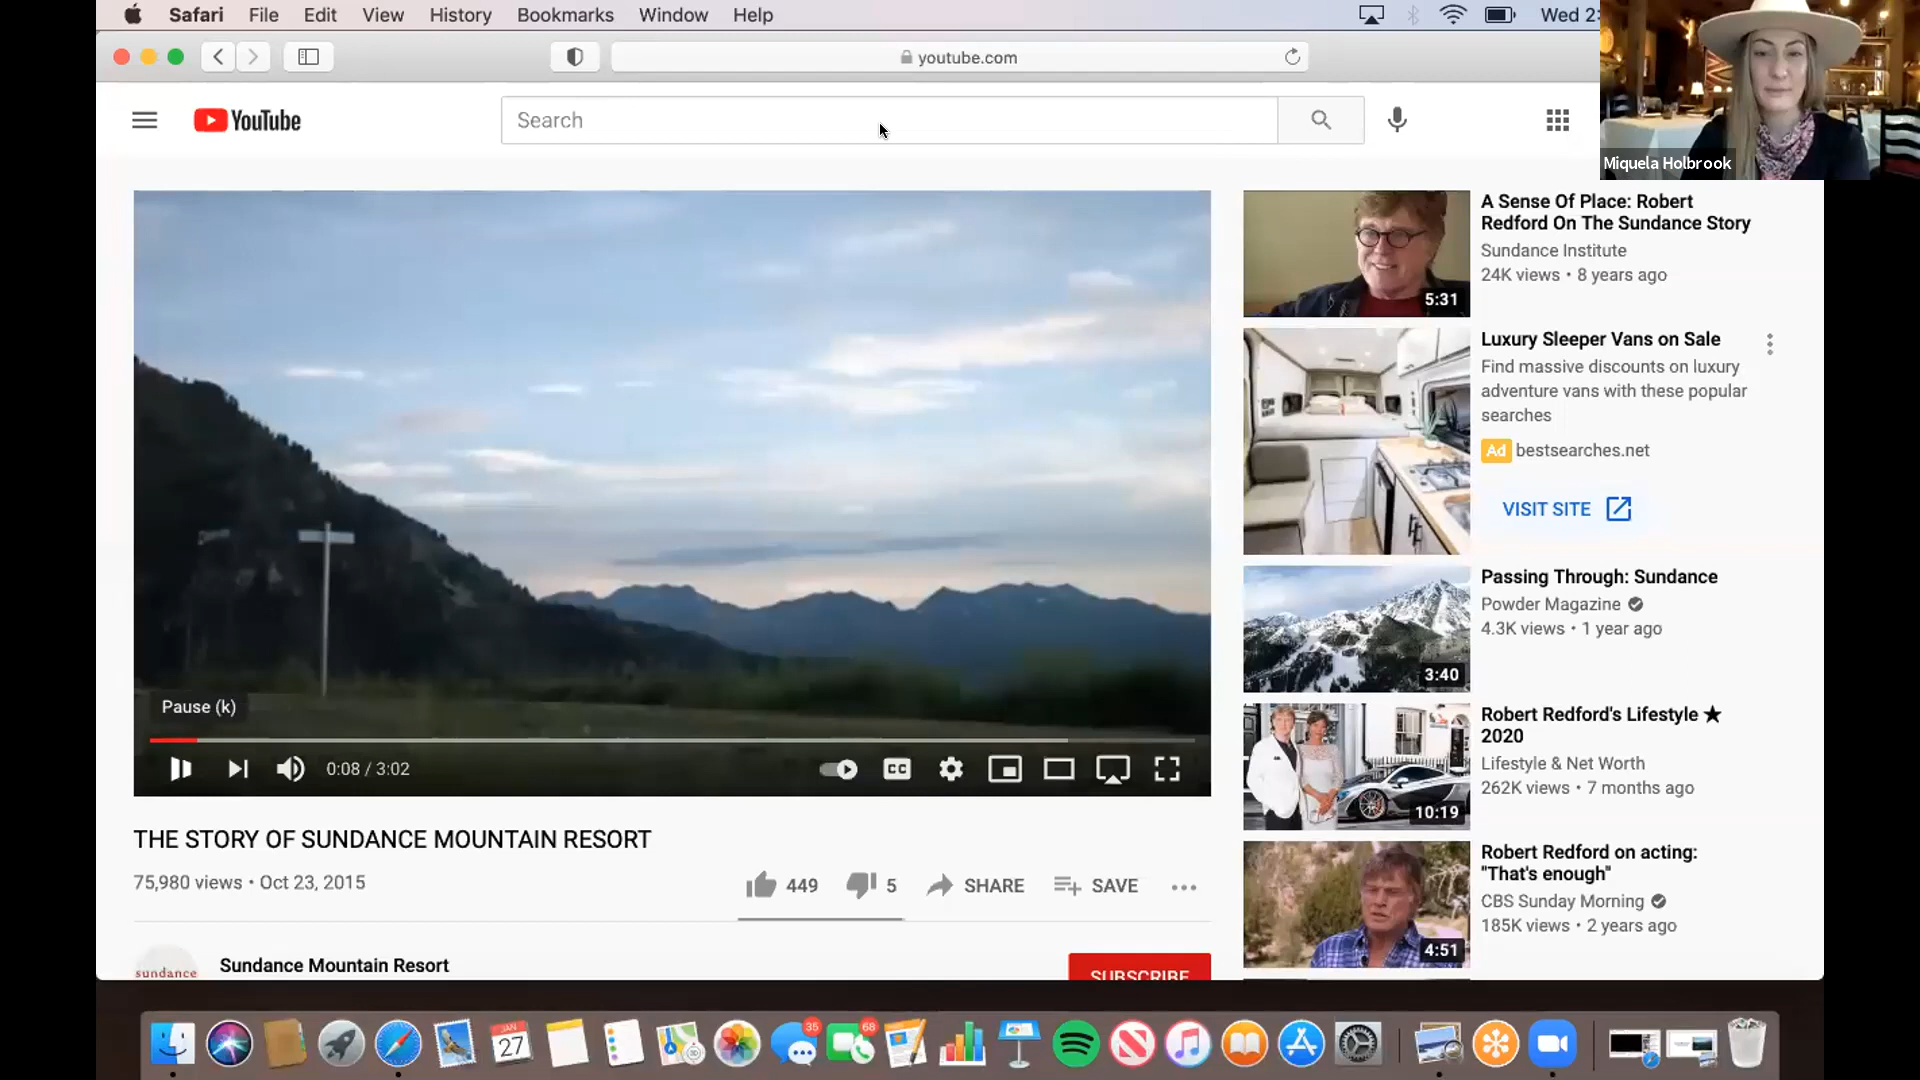 Safari File Edit View History Bookmarks Window Help Wed 2:
youtube.com
YouTube
Search
Miquela Holbrook
A Sense Of Place: Robert
Redford On The Sundance Story
Sundance Institute
24K views • 8 years ago
5:31
Luxury Sleeper Vans on Sale
Find massive discounts on luxury
adventure vans with these popular
searches
Ad bestsearches.net
VISIT SITE
Passing Through: Sundance
Powder Magazine
4.3K views • 1 year ago
3:40
Robert Redford's Lifestyle ★
2020
Lifestyle & Net Worth
262K views • 7 months ago
10:19
Robert Redford on acting:
"That's enough"
CBS Sunday Morning
185K views • 2 years ago
4:51
Pause (k)
0:08 / 3:02
CC
THE STORY OF SUNDANCE MOUNTAIN RESORT
75,980 views • Oct 23, 2015
449 5 SHARE SAVE
sundance
Sundance Mountain Resort
SUBSCRIBE
JAN
27
35
68